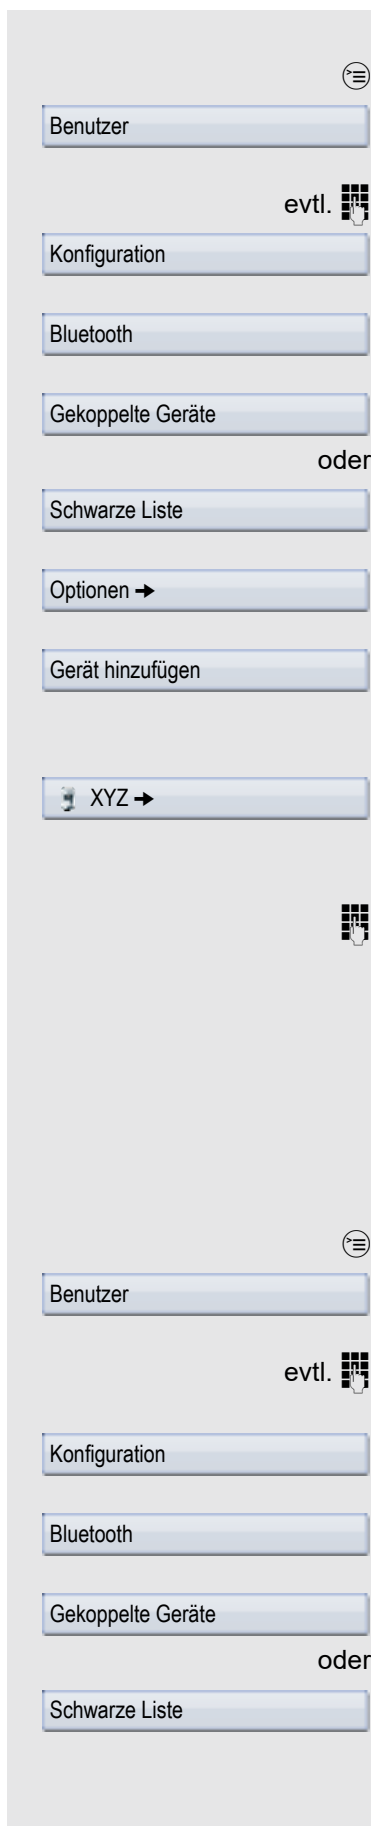 Benutzer
evtl.
Konfiguration
Bluetooth
Gekoppelte Geräte
oder
Schwarze Liste
Optionen →
Gerät hinzufügen
XYZ →
Benutzer
evtl.
Konfiguration
Bluetooth
Gekoppelte Geräte
oder
Schwarze Liste